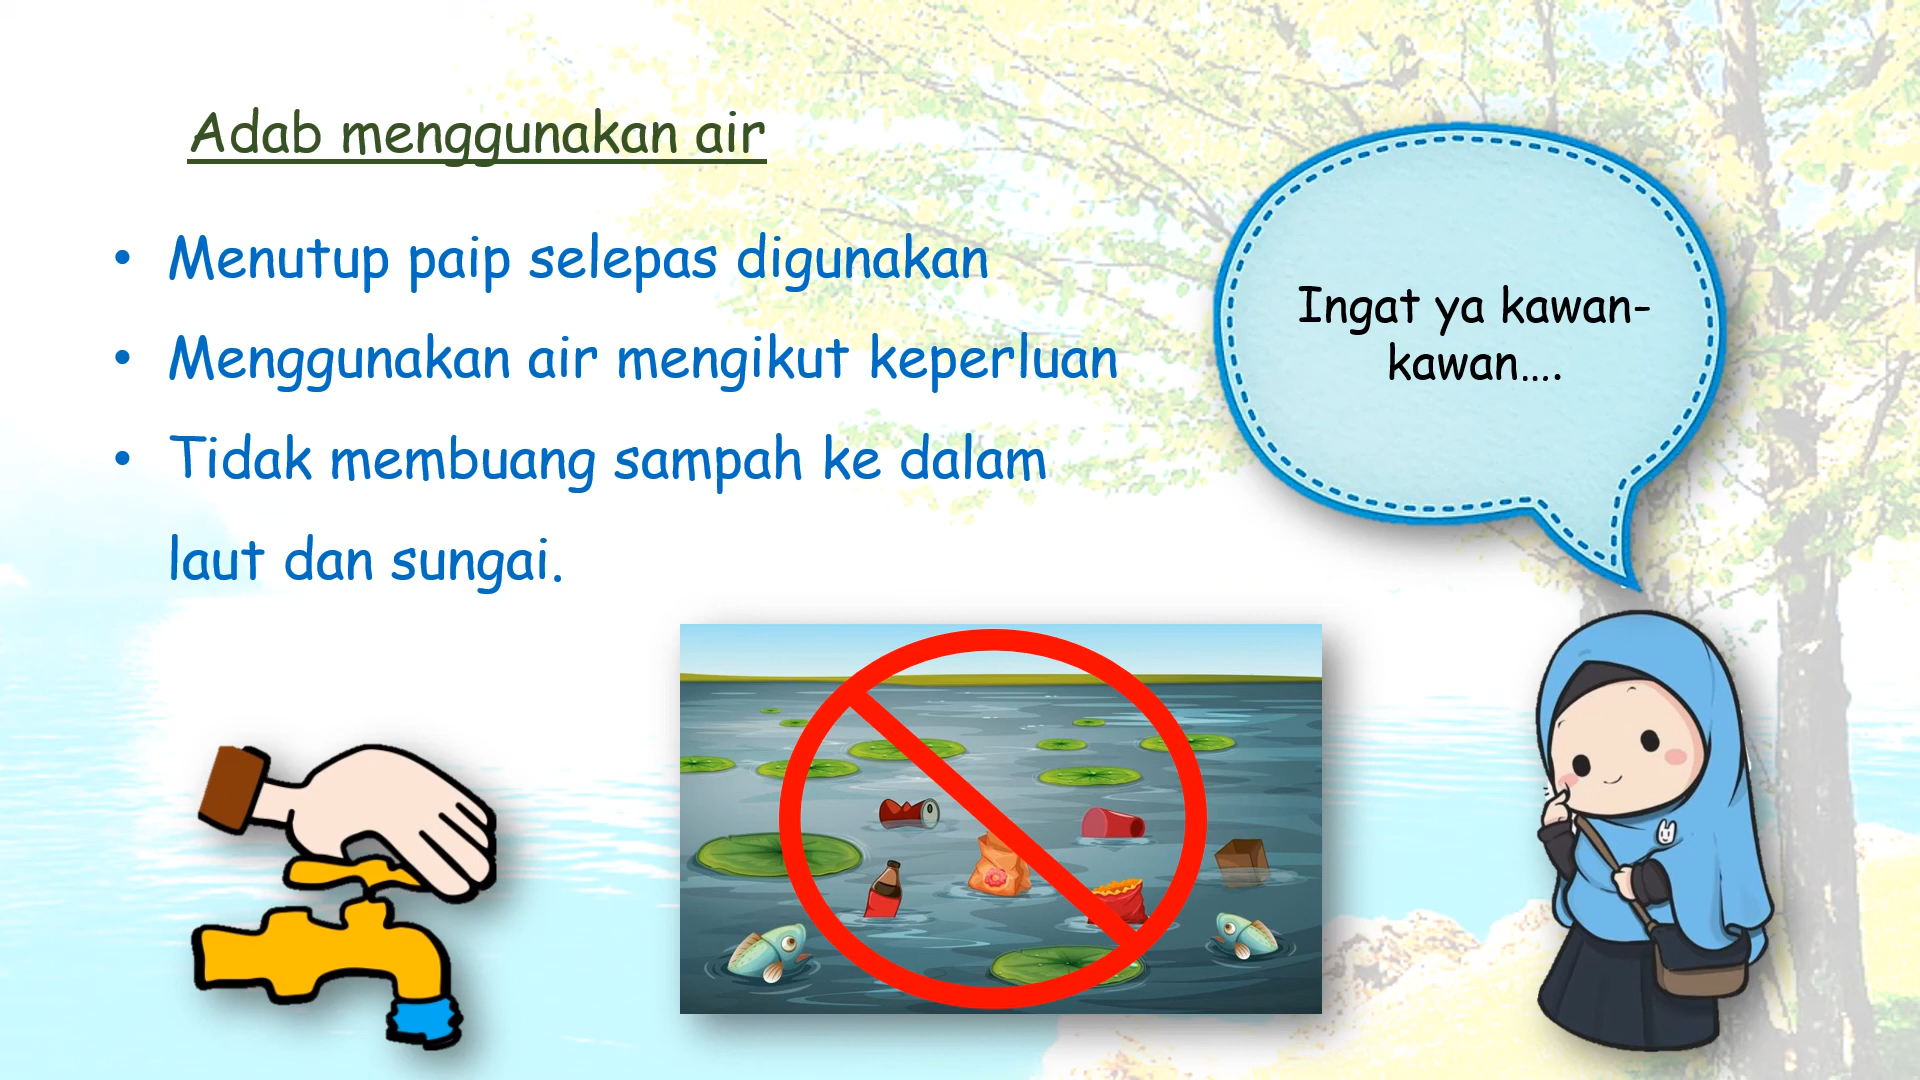 Adab menggunakan air
• Menutup paip selepas digunakan
• Menggunakan air mengikut keperluan
• Tidak membuang sampah ke dalam
laut dan sungai.
Ingat ya kawan-
kawan....